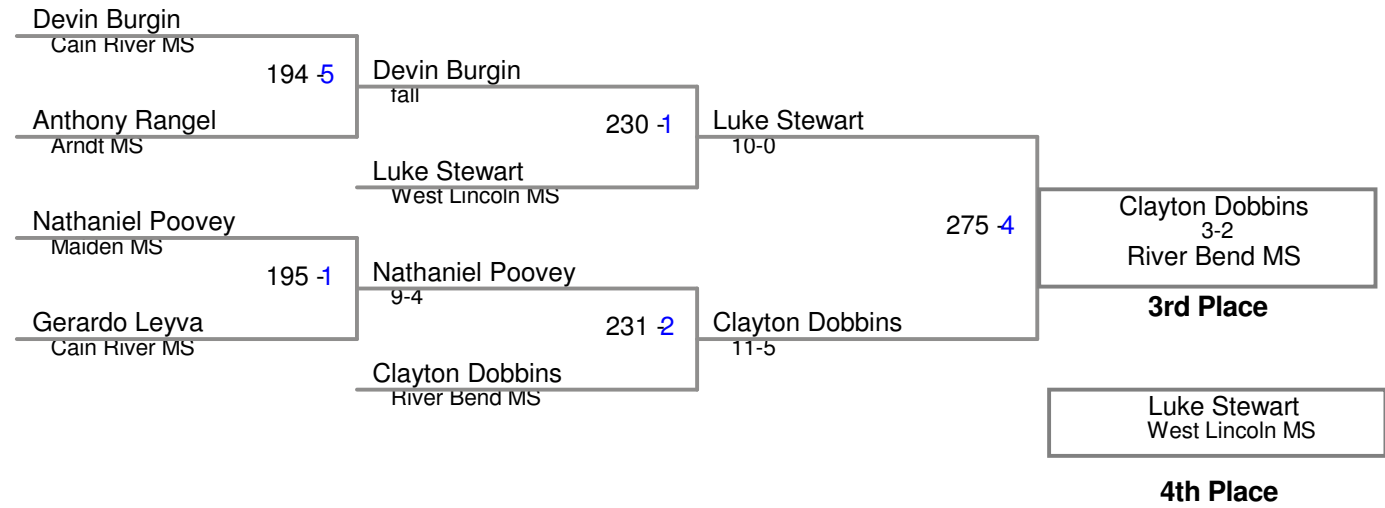 Devin Burgin
Cain River MS
194 -5
Devin Burgin
fall
Anthony Rangel
Arndt MS
230 -1
Luke Stewart
10-0
Luke Stewart
West Lincoln MS
Nathaniel Poovey
Maiden MS
275 -4
Clayton Dobbins
3-2
River Bend MS
195 -1
Nathaniel Poovey
9-4
3rd Place
Gerardo Leyva
Cain River MS
231 -2
Clayton Dobbins
11-5
Clayton Dobbins
River Bend MS
Luke Stewart
West Lincoln MS
4th Place